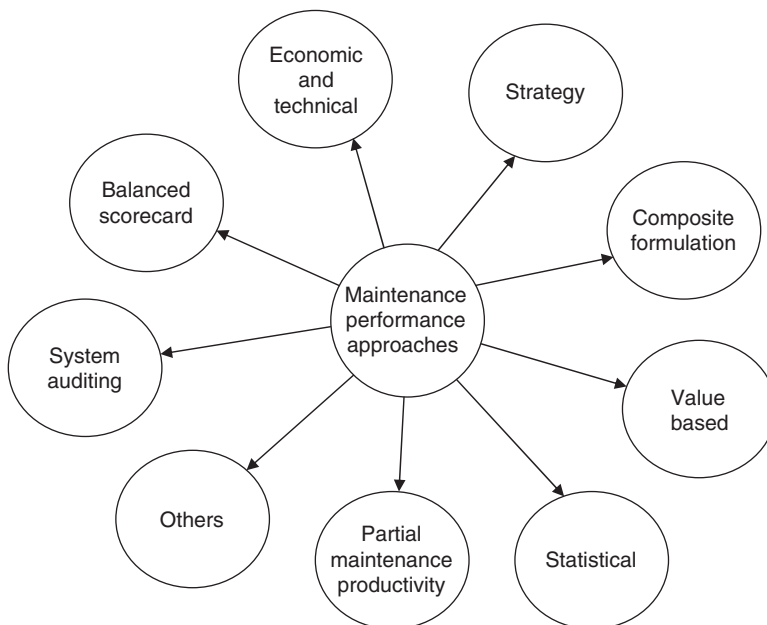 Economic
and
technical
Strategy
Balanced
scorecard
Composite
formulation
Maintenance
performance
approaches
System
auditing
Value
based
Others
Partial
maintenance
productivity
Statistical